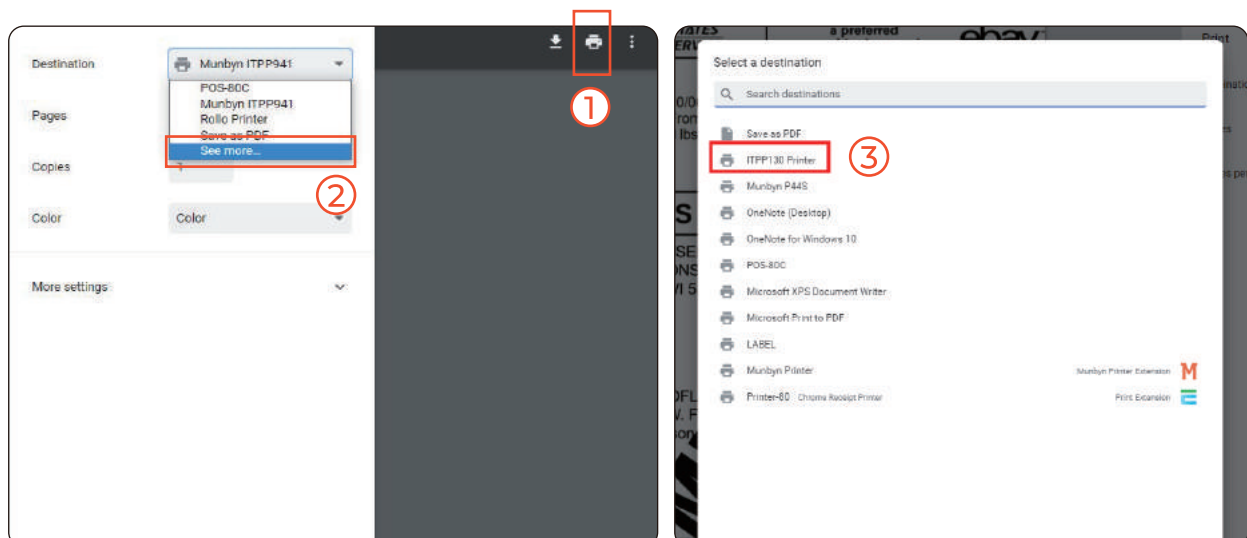 Destination
Munbyn ITPP941
POS-80C
Munbyn ITPP941
Rollo Printer
Save as PDF
See more...
Pages
Copies
1
Color
Color
More settings
①
②
a preferred
ebay
Print
Select a destination
Search destinations
Save as PDF
ITPP130 Printer
③
Munbyn P44S
OneNote (Desktop)
OneNote for Windows 10
POS-80C
Microsoft XPS Document Writer
Microsoft Print to PDF
LABEL
Munbyn Printer
Munbyn Printer Extension
M
Printer-80 Chrome Receipt Printer
Print Extension